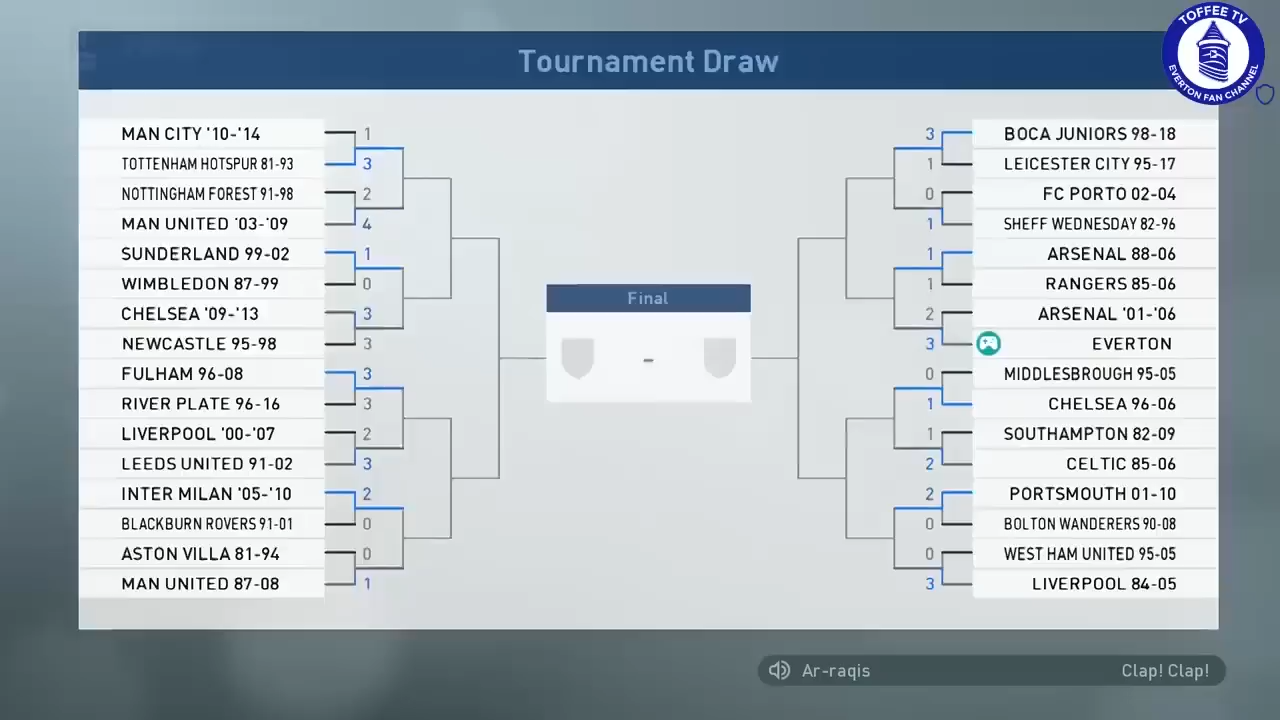 TOFFEE TV
EVERTON FAN CHANNEL
Tournament Draw
MAN CITY '10-'14 1
TOTTENHAM HOTSPUR 81-93 3
NOTTINGHAM FOREST 91-98 2
MAN UNITED '03-'09 4
SUNDERLAND 99-02 1
WIMBLEDON 87-99 0
CHELSEA '09-'13 3
NEWCASTLE 95-98 3
FULHAM 96-08 3
RIVER PLATE 96-16 3
LIVERPOOL '00-'07 2
LEEDS UNITED 91-02 3
INTER MILAN '05-'10 2
BLACKBURN ROVERS 91-01 0
ASTON VILLA 81-94 0
MAN UNITED 87-08 1
Final
-
3 BOCA JUNIORS 98-18
1 LEICESTER CITY 95-17
0 FC PORTO 02-04
1 SHEFF WEDNESDAY 82-96
1 ARSENAL 88-06
1 RANGERS 85-06
2 ARSENAL '01-'06
3 EVERTON
0 MIDDLESBROUGH 95-05
1 CHELSEA 96-06
1 SOUTHAMPTON 82-09
2 CELTIC 85-06
2 PORTSMOUTH 01-10
0 BOLTON WANDERERS 90-08
0 WEST HAM UNITED 95-05
3 LIVERPOOL 84-05
Ar-raqis Clap! Clap!